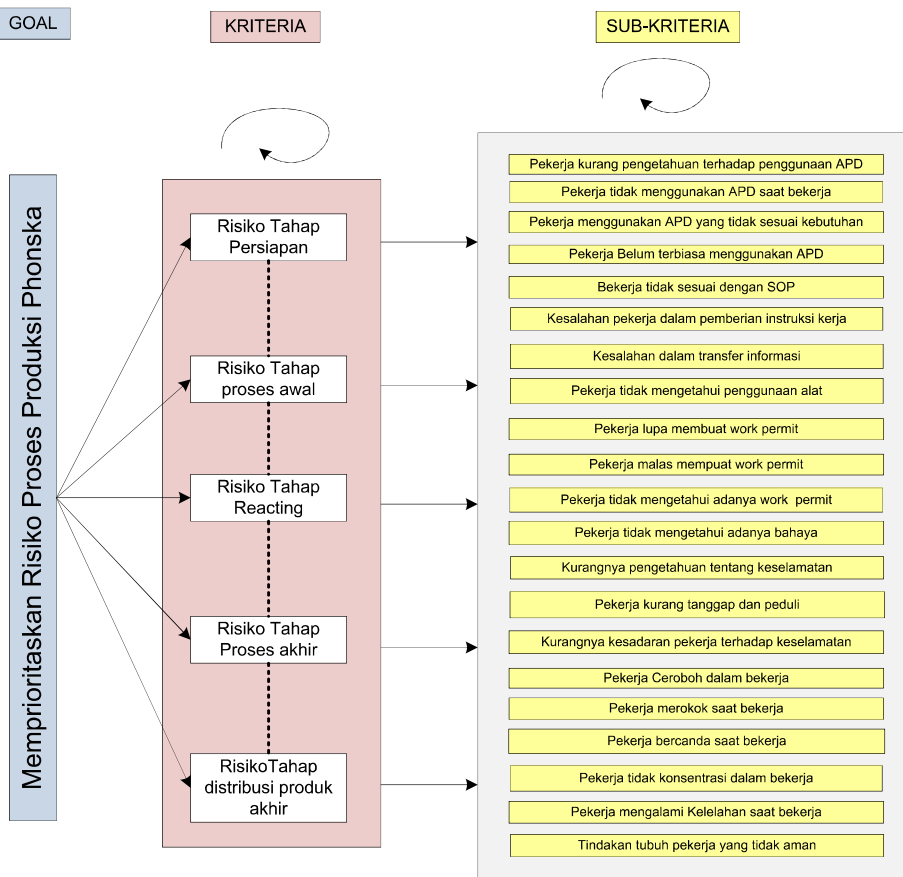 GOAL
KRITERIA
SUB-KRITERIA
Memprioritaskan Risiko Proses Produksi Phonska
Risiko Tahap
Persiapan
Risiko Tahap
proses awal
Risiko Tahap
Reacting
Risiko Tahap
Proses akhir
RisikoTahap
distribusi produk
akhir
Pekerja kurang pengetahuan terhadap penggunaan APD
Pekerja tidak menggunakan APD saat bekerja
Pekerja menggunakan APD yang tidak sesuai kebutuhan
Pekerja Belum terbiasa menggunakan APD
Bekerja tidak sesuai dengan SOP
Kesalahan pekerja dalam pemberian instruksi kerja
Kesalahan dalam transfer informasi
Pekerja tidak mengetahui penggunaan alat
Pekerja lupa membuat work permit
Pekerja malas mempuat work permit
Pekerja tidak mengetahui adanya work permit
Pekerja tidak mengetahui adanya bahaya
Kurangnya pengetahuan tentang keselamatan
Pekerja kurang tanggap dan peduli
Kurangnya kesadaran pekerja terhadap keselamatan
Pekerja Ceroboh dalam bekerja
Pekerja merokok saat bekerja
Pekerja bercanda saat bekerja
Pekerja tidak konsentrasi dalam bekerja
Pekerja mengalami Kelelahan saat bekerja
Tindakan tubuh pekerja yang tidak aman